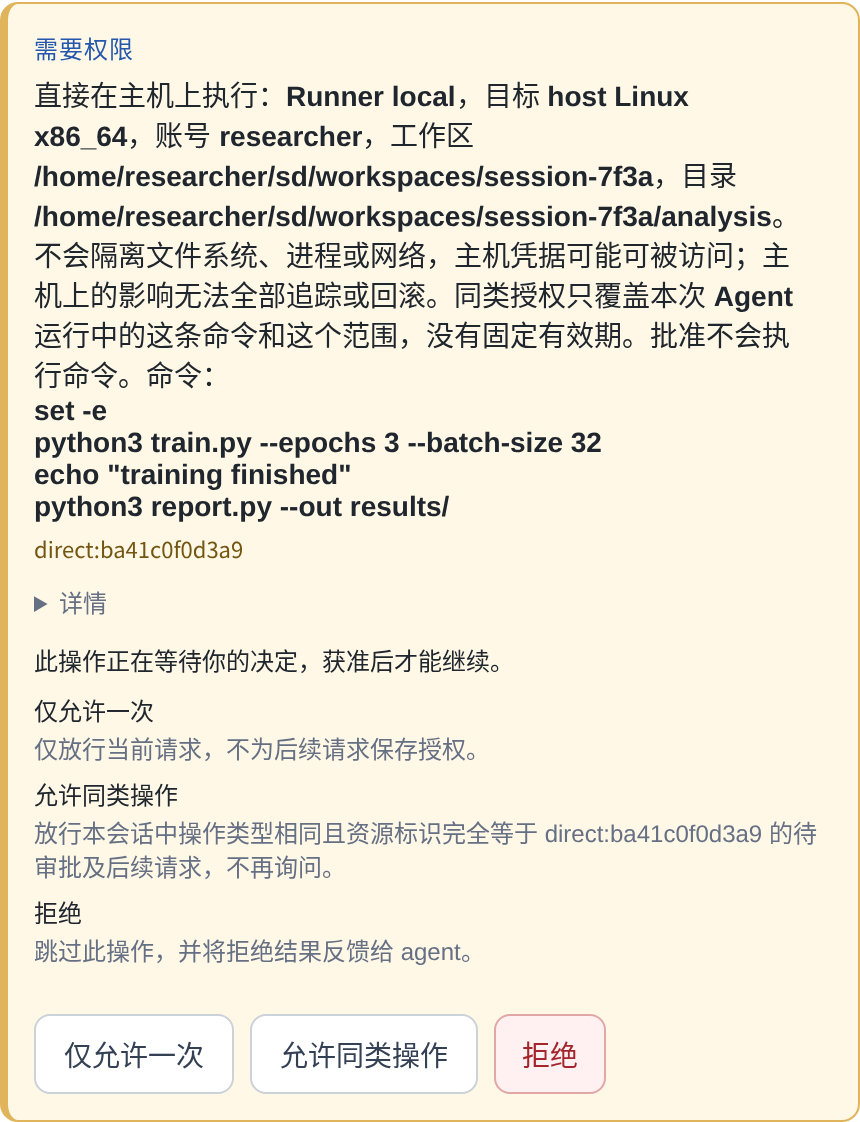 需要权限
直接在主机上执行：Runner local，目标 host Linux
x86_64，账号 researcher，工作区
/home/researcher/sd/workspaces/session-7f3a，目录
/home/researcher/sd/workspaces/session-7f3a/analysis。
不会隔离文件系统、进程或网络，主机凭据可能可被访问；主
机上的影响无法全部追踪或回滚。同类授权只覆盖本次 Agent
运行中的这条命令和这个范围，没有固定有效期。批准不会执
行命令。命令：
set -e
python3 train.py --epochs 3 --batch-size 32
echo "training finished"
python3 report.py --out results/
direct:ba41c0f0d3a9
▶ 详情
此操作正在等待你的决定，获准后才能继续。
仅允许一次
仅放行当前请求，不为后续请求保存授权。
允许同类操作
放行本会话中操作类型相同且资源标识完全等于 direct:ba41c0f0d3a9 的待
审批及后续请求，不再询问。
拒绝
跳过此操作，并将拒绝结果反馈给 agent。
仅允许一次 允许同类操作 拒绝